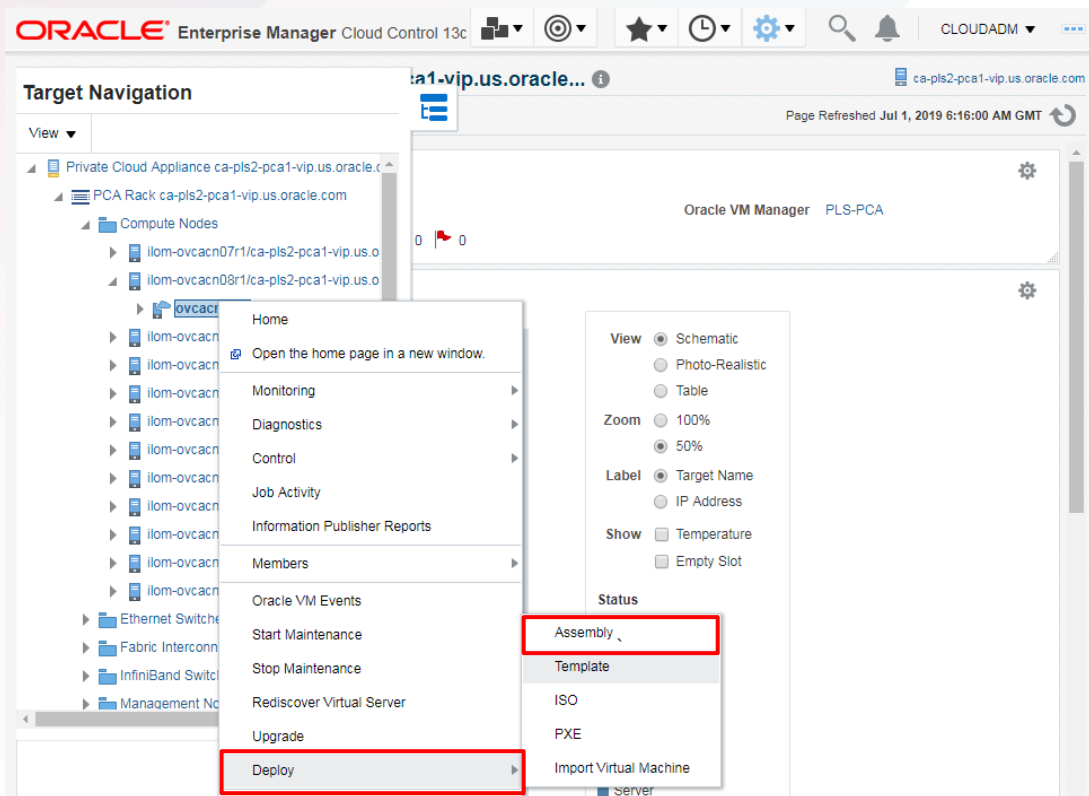 ORACLE Enterprise Manager Cloud Control 13c
CLOUDADM
Target Navigation
:a1-vip.us.oracle...
ca-pls2-pca1-vip.us.oracle.com
Page Refreshed Jul 1, 2019 6:16:00 AM GMT
View
Private Cloud Appliance ca-pls2-pca1-vip.us.oracle.c
PCA Rack ca-pls2-pca1-vip.us.oracle.com
Compute Nodes
ilom-ovcacn07r1/ca-pls2-pca1-vip.us.o
ilom-ovcacn08r1/ca-pls2-pca1-vip.us.o
ovcacr
ilom-ovcacn
ilom-ovcacn
ilom-ovcacn
ilom-ovcacn
ilom-ovcacn
ilom-ovcacn
ilom-ovcacn
ilom-ovcacn
ilom-ovcacn
ilom-ovcacn
Ethernet Switche
Fabric Interconn
InfiniBand Switcl
Management No
Oracle VM Manager PLS-PCA
0 0
Home
Open the home page in a new window.
Monitoring
Diagnostics
Control
Job Activity
Information Publisher Reports
Members
Oracle VM Events
Start Maintenance
Stop Maintenance
Rediscover Virtual Server
Upgrade
Deploy
Assembly
Template
ISO
PXE
Import Virtual Machine
View Schematic
Photo-Realistic
Table
Zoom 100%
50%
Label Target Name
IP Address
Show Temperature
Empty Slot
Status
Server